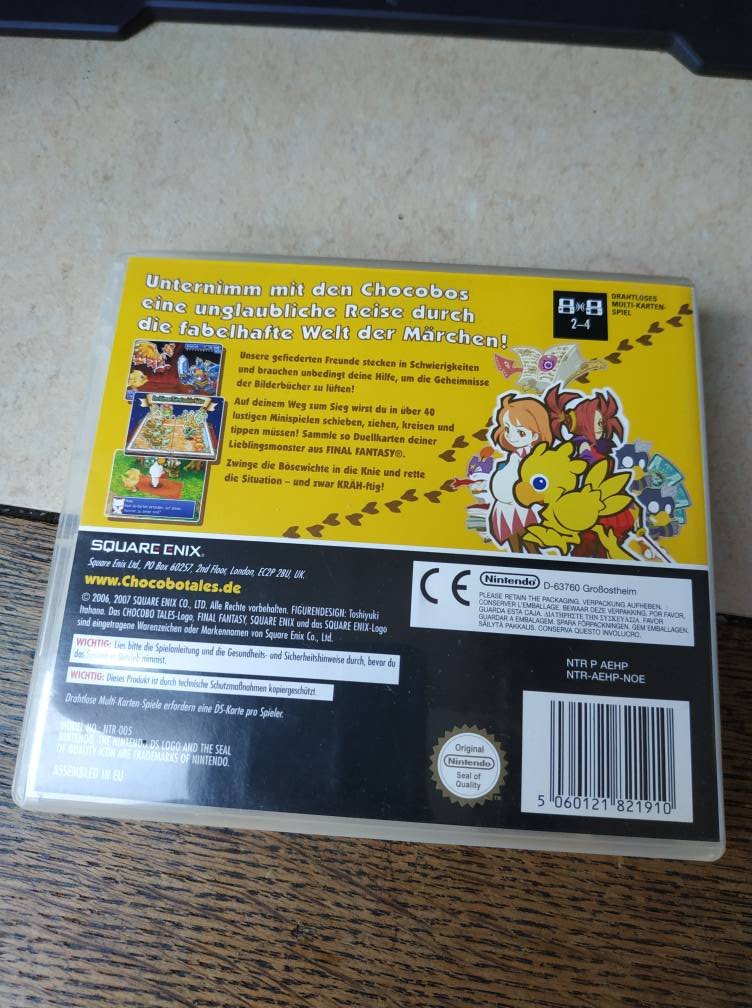 Unternimm mit den Chocobos
eine unglaubliche Reise durch
die fabelhafte Welt der Märchen!
DRAHTLOSES
MULTI-KARTEN-
SPIEL
2–4
Unsere gefiederten Freunde stecken in Schwierigkeiten
und brauchen unbedingt deine Hilfe, um die Geheimnisse
der Bilderbücher zu lüften!
Auf deinem Weg zum Sieg wirst du in über 40
lustigen Minispielen schieben, ziehen, kreisen und
tippen müssen! Sammle so Duellkarten deiner
Lieblingsmonster aus FINAL FANTASY®.
Zwinge die Bösewichte in die Knie und rette
die Situation – und zwar KRÄH-ftig!
SQUARE ENIX.
Square Enix Ltd, PO Box 60257, 2nd Floor, London, EC2P 2BU, UK.
www.Chocobotales.de
© 2006, 2007 SQUARE ENIX CO., LTD. Alle Rechte vorbehalten. FIGURENDESIGN: Toshiyuki
Itahana. Das CHOCOBO TALES-Logo, FINAL FANTASY, SQUARE ENIX und das SQUARE ENIX-Logo
sind eingetragene Warenzeichen oder Markennamen von Square Enix Co., Ltd.
WICHTIG: Lies bitte die Spielanleitung und die Gesundheits- und Sicherheitshinweise durch, bevor du
das System in Betrieb nimmst.
WICHTIG: Dieses Produkt ist durch technische Schutzmaßnahmen kopiergeschützt.
Drahtlose Multi-Karten-Spiele erfordern eine DS-Karte pro Spieler.
MODEL NO.: NTR-005
NINTENDO, THE NINTENDO DS LOGO AND THE SEAL
OF QUALITY ICON ARE TRADEMARKS OF NINTENDO.
ASSEMBLED IN EU
CE
Nintendo D-63760 Großostheim
PLEASE RETAIN THE PACKAGING. VERPACKUNG AUFHEBEN.
CONSERVER L'EMBALLAGE. BEWAAR DEZE VERPAKKING. POR FAVOR,
GUARDA ESTA CAJA. ΔΙΑΤΗΡΗΣΤΕ ΤΗΝ ΣΥΣΚΕΥΑΣΙΑ. FAVOR
GUARDAR A EMBALAGEM. SPARA FÖRPACKNINGEN. GEM EMBALLAGEN.
SÄILYTÄ PAKKAUS. CONSERVA QUESTO INVOLUCRO.
NTR P AEHP
NTR-AEHP-NOE
Original
Nintendo
Seal of
Quality
TM
5 060121 821910